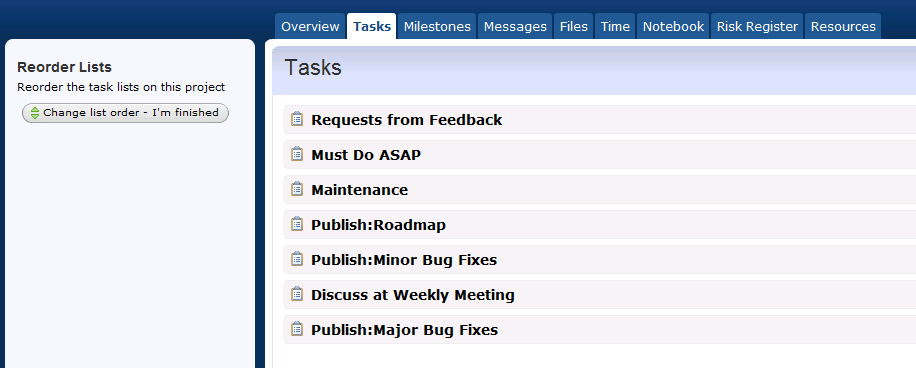 Overview Tasks Milestones Messages Files Time Notebook Risk Register Resources
Reorder Lists
Reorder the task lists on this project
Change list order - I'm finished
Tasks
Requests from Feedback
Must Do ASAP
Maintenance
Publish:Roadmap
Publish:Minor Bug Fixes
Discuss at Weekly Meeting
Publish:Major Bug Fixes